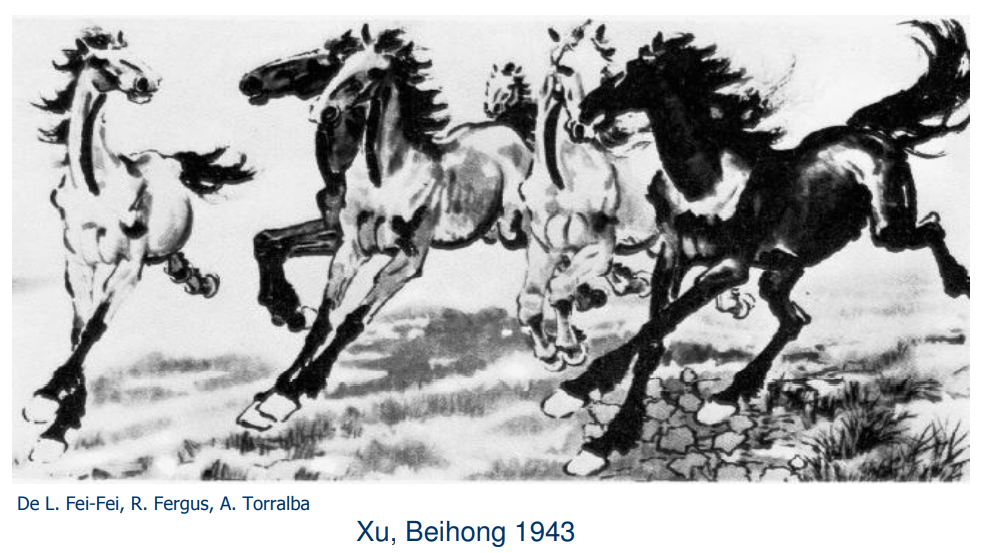 De L. Fei-Fei, R. Fergus, A. Torralba
Xu, Beihong 1943